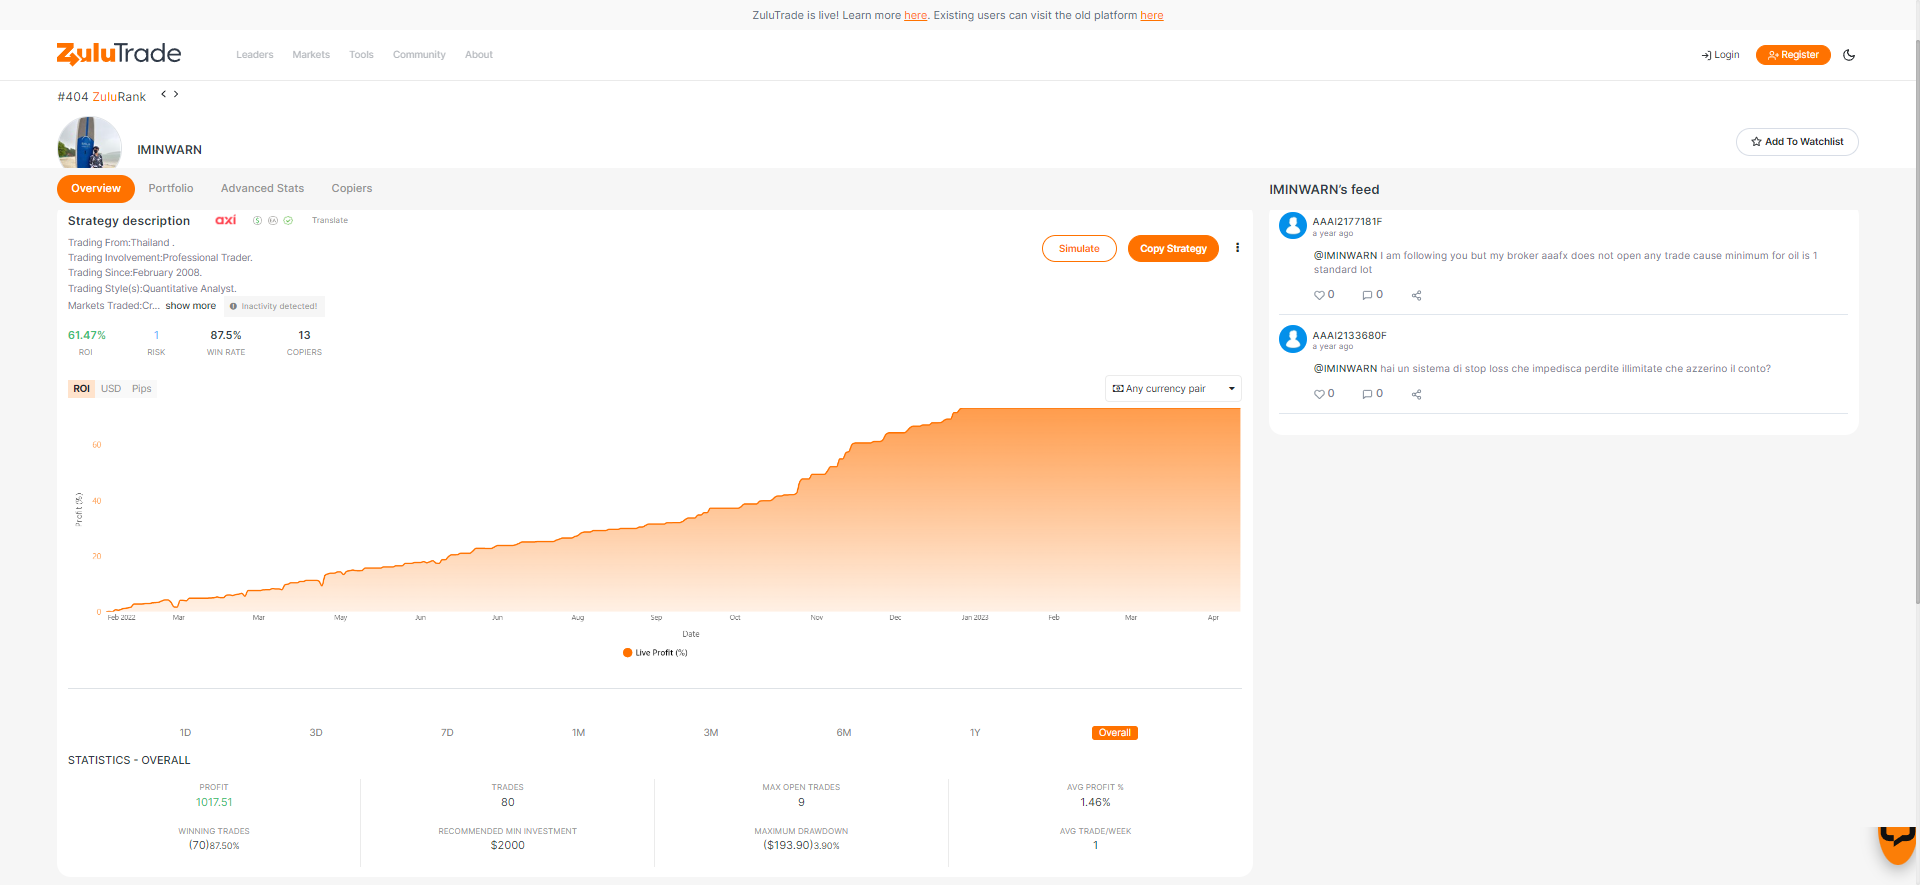 ZuluTrade is live! Learn more here. Existing users can visit the old platform here
ZuluTrade
Leaders Markets Tools Community About
Login
Register
#404 ZuluRank
IMINWARN
Add To Watchlist
Overview Portfolio Advanced Stats Copiers
Strategy description axi Translate
Trading From:Thailand .
Trading Involvement:Professional Trader.
Trading Since:February 2008.
Trading Style(s):Quantitative Analyst.
Markets Traded:Cr... show more Inactivity detected!
Simulate
Copy Strategy
61.47% 1 87.5% 13
ROI RISK WIN RATE COPIERS
ROI USD Pips
Any currency pair
60
40
20
0
Profit (%)
Feb 2022 Mar Mar May Jun Jun Aug Sep Oct Nov Dec Jan 2023 Feb Mar Apr
Date
Live Profit (%)
1D 3D 7D 1M 3M 6M 1Y Overall
STATISTICS - OVERALL
PROFIT TRADES MAX OPEN TRADES AVG PROFIT %
1017.51 80 9 1.46%
WINNING TRADES RECOMMENDED MIN INVESTMENT MAXIMUM DRAWDOWN AVG TRADE/WEEK
(70)87.50% $2000 ($193.90)3.90% 1
IMINWARN's feed
AAAI2177181F
a year ago
@IMINWARN I am following you but my broker aaafx does not open any trade cause minimum for oil is 1
standard lot
0 0
AAAI2133680F
a year ago
@IMINWARN hai un sistema di stop loss che impedisca perdite illimitate che azzerino il conto?
0 0